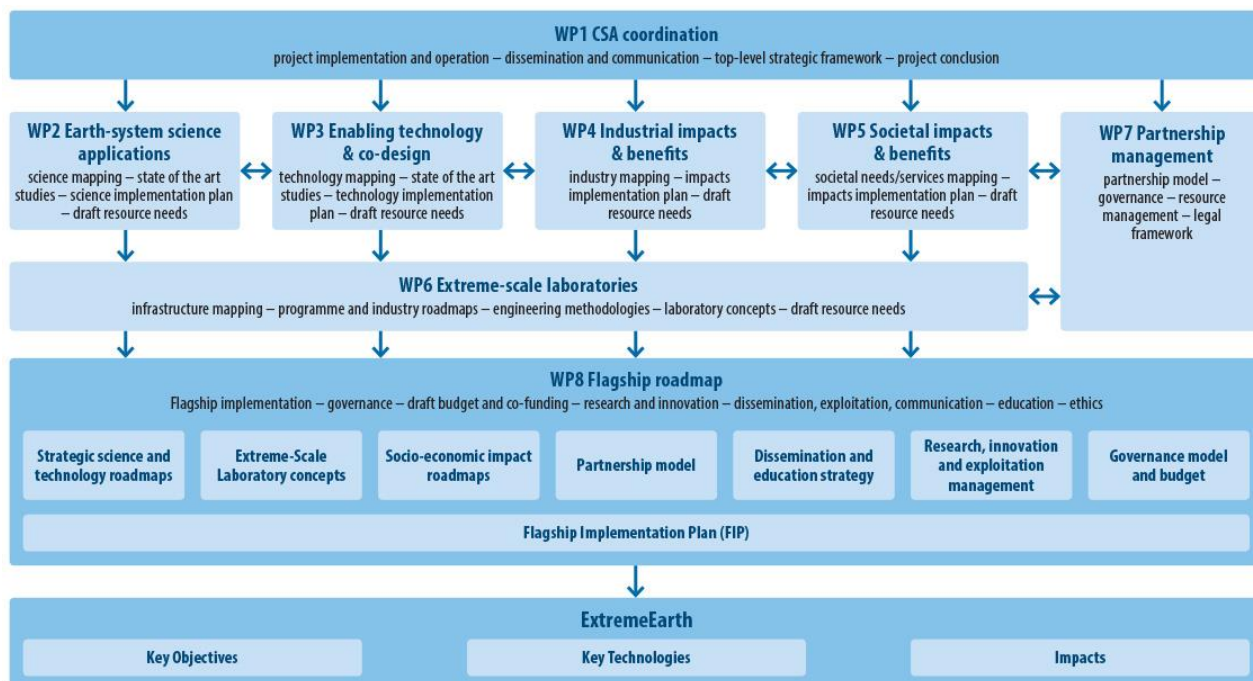 WP1 CSA coordination
project implementation and operation – dissemination and communication – top-level strategic framework – project conclusion
WP2 Earth-system science
applications
science mapping – state of the art
studies – science implementation plan
– draft resource needs
WP3 Enabling technology
& co-design
technology mapping – state of the art
studies – technology implementation
plan – draft resource needs
WP4 Industrial impacts
& benefits
industry mapping – impacts
implementation plan – draft
resource needs
WP5 Societal impacts
& benefits
societal needs/services mapping –
impacts implementation plan – draft
resource needs
WP7 Partnership
management
partnership model –
governance – resource
management – legal
framework
WP6 Extreme-scale laboratories
infrastructure mapping – programme and industry roadmaps – engineering methodologies – laboratory concepts – draft resource needs
WP8 Flagship roadmap
Flagship implementation – governance – draft budget and co-funding – research and innovation – dissemination, exploitation, communication – education – ethics
Strategic science and
technology roadmaps
Extreme-Scale
Laboratory concepts
Socio-economic impact
roadmaps
Partnership model
Dissemination and
education strategy
Research, innovation
and exploitation
management
Governance model
and budget
Flagship Implementation Plan (FIP)
ExtremeEarth
Key Objectives
Key Technologies
Impacts